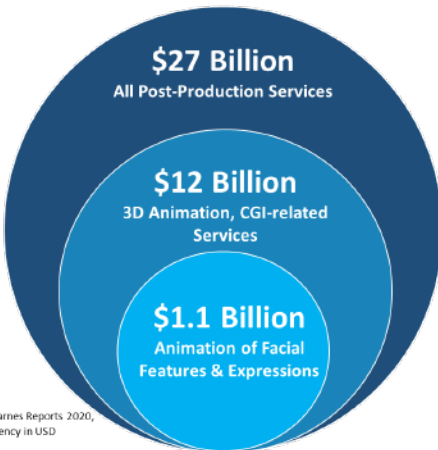 $27 Billion
All Post-Production Services
$12 Billion
3D Animation, CGI-related
Services
$1.1 Billion
Animation of Facial
Features & Expressions
Reports 2020,
in USD